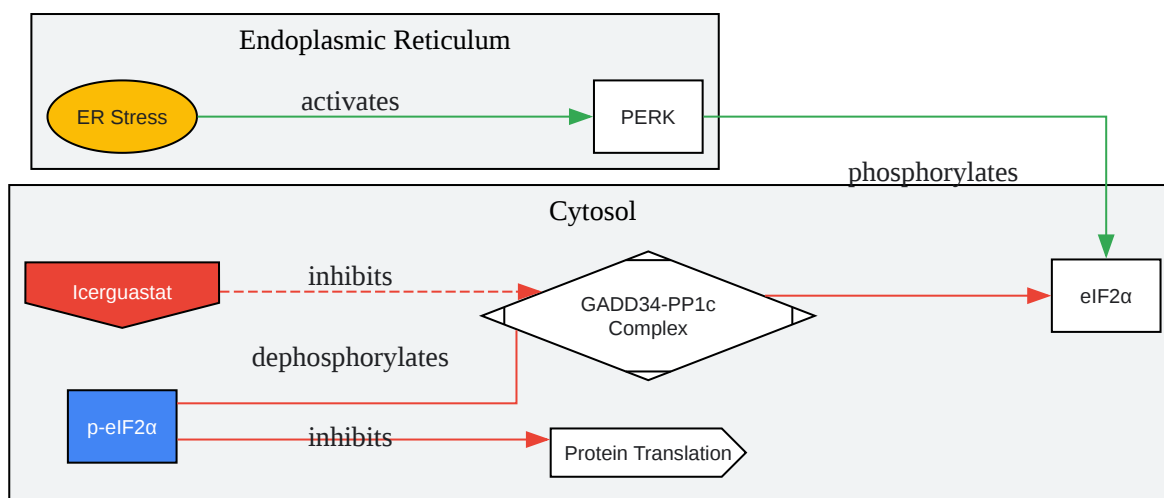 Endoplasmic Reticulum
activates
ER Stress
PERK
phosphorylates
Cytosol
inhibits
Icerguastat
GADD34-PP1c
Complex
eIF2α
dephosphorylates
p-eIF2α
inhibits
Protein Translation